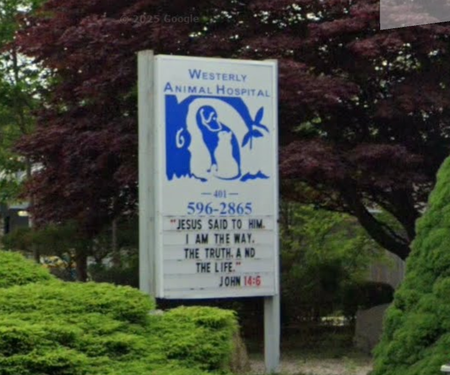 © 2025 Google
WESTERLY
ANIMAL HOSPITAL
— 401 —
596-2865
"JESUS SAID TO HIM,
I AM THE WAY,
THE TRUTH, AND
THE LIFE."
JOHN 14:6